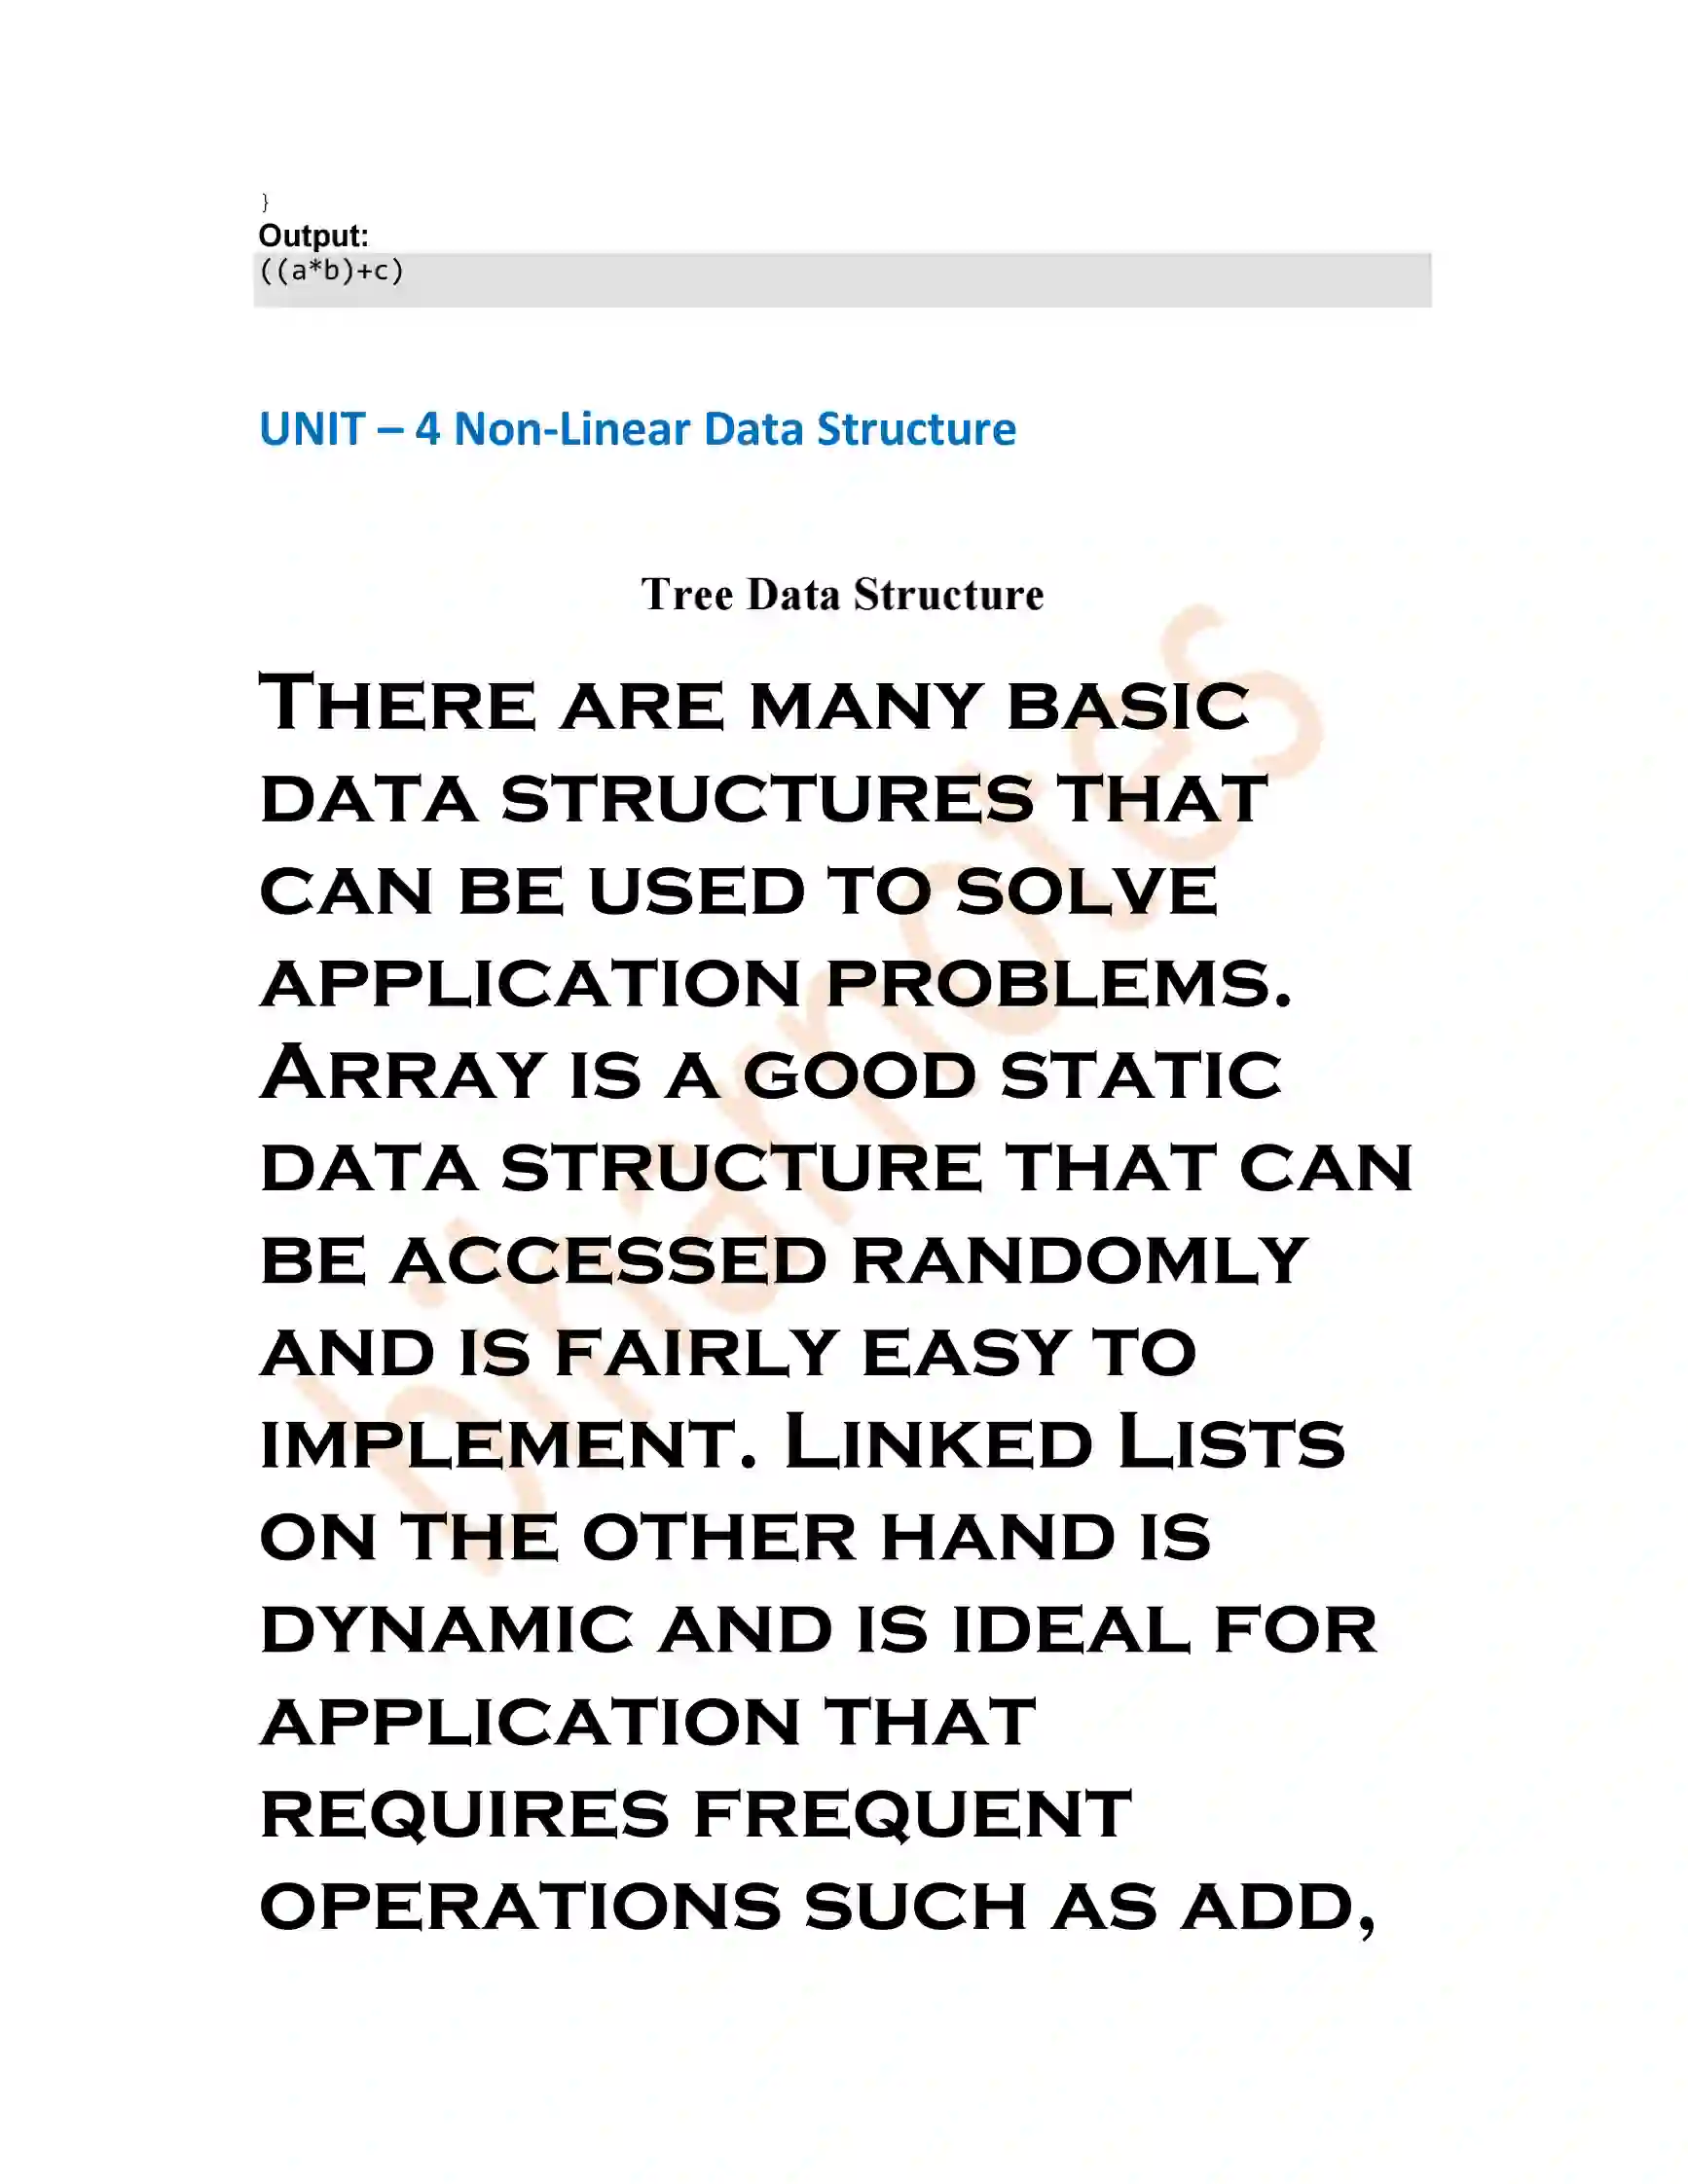 }
Output:
((a*b)+c)
UNIT – 4 Non-Linear Data Structure
Tree Data Structure
There are many basic
data structures that
can be used to solve
application problems.
Array is a good static
data structure that can
be accessed randomly
and is fairly easy to
implement. Linked Lists
on the other hand is
dynamic and is ideal for
application that
requires frequent
operations such as add,
biharnotes